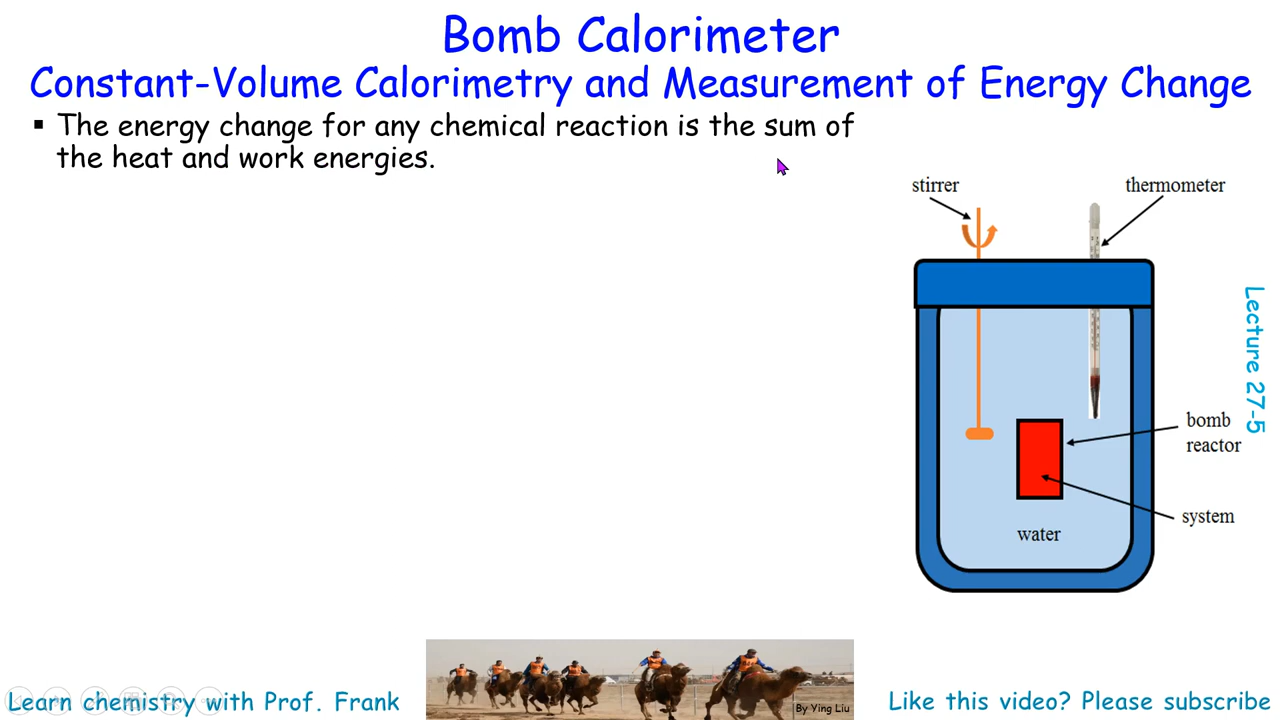 Bomb Calorimeter
Constant-Volume Calorimetry and Measurement of Energy Change
▪ The energy change for any chemical reaction is the sum of
the heat and work energies.
stirrer
thermometer
Lecture 27-5
bomb
reactor
system
water
Learn chemistry with Prof. Frank
By Ying Liu
Like this video? Please subscribe